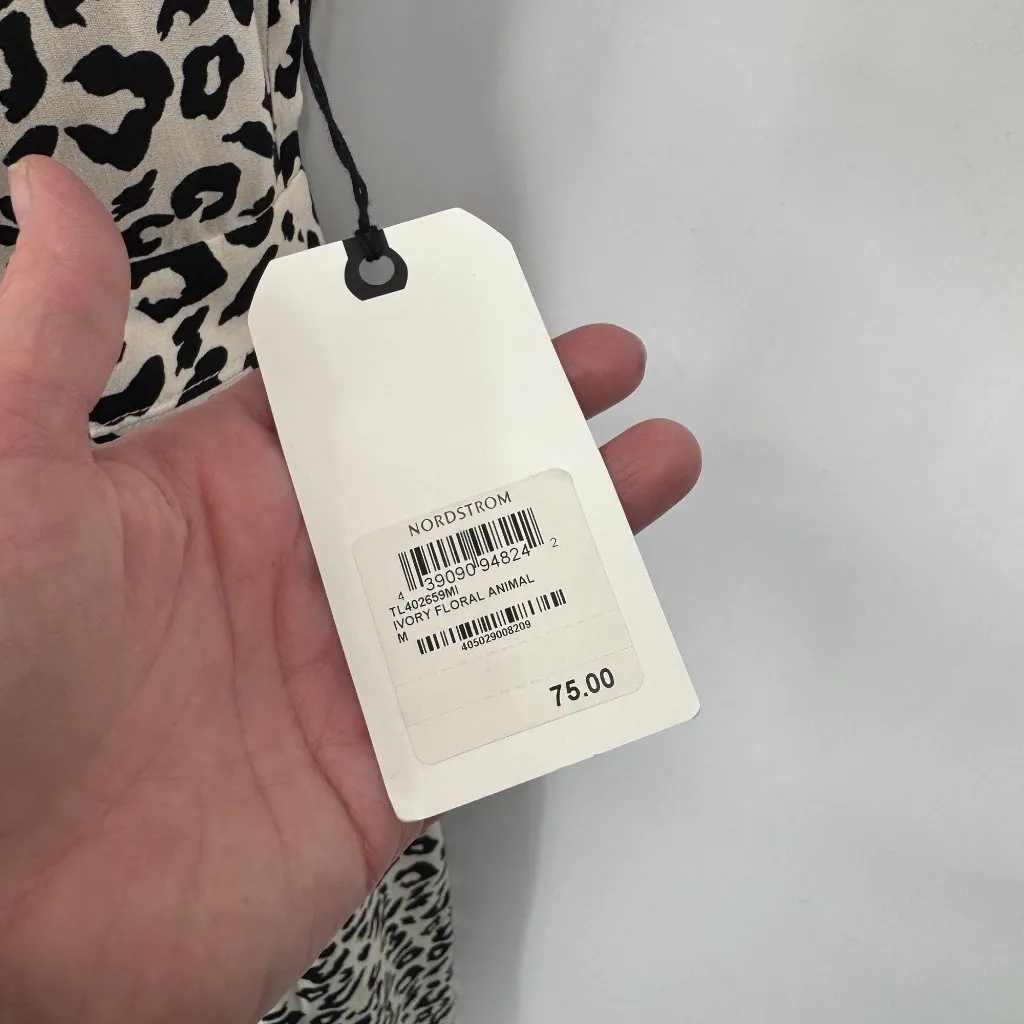 NORDSTROM
4 39090 94824 2
TL402659MI
IVORY FLORAL ANIMAL
M
405029008209
75.00